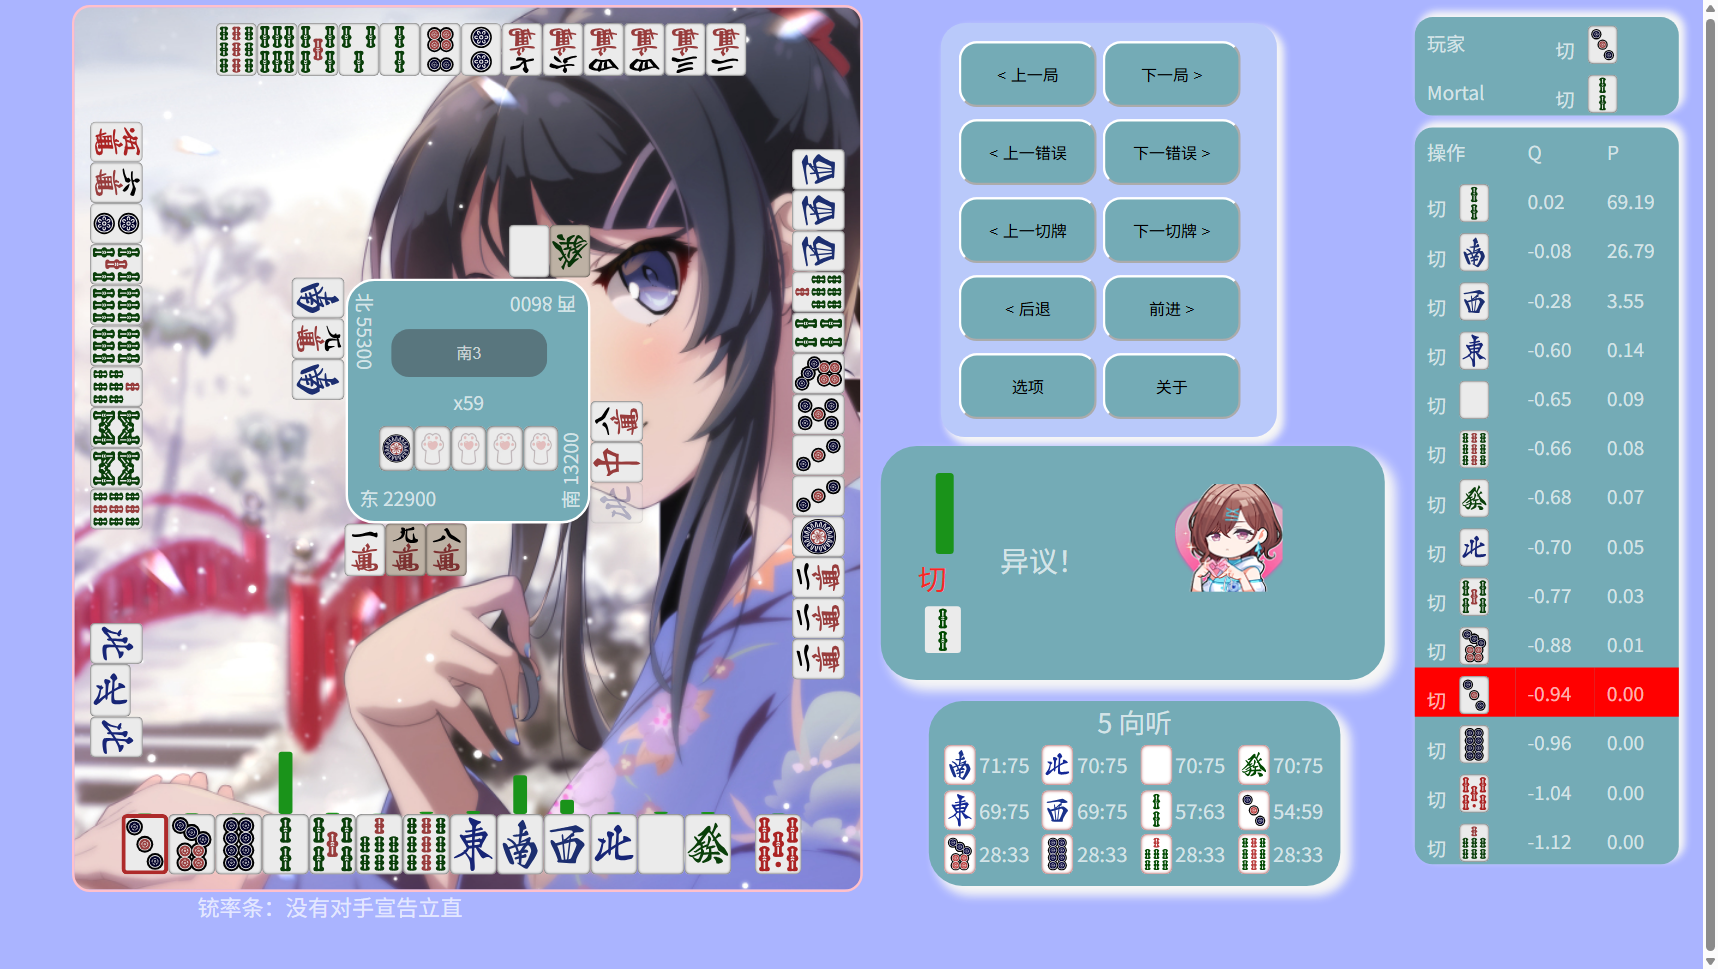 北 55300
西 8600
南3
x59
南 13200
东 22900
铳率条：没有对手宣告立直
< 上一局
下一局 >
< 上一错误
下一错误 >
< 上一切牌
下一切牌 >
< 后退
前进 >
选项
关于
切
异议！
5 向听
71:75 70:75 70:75 70:75
69:75 69:75 57:63 54:59
28:33 28:33 28:33 28:33
玩家 切
Mortal 切
操作 Q P
切 0.02 69.19
切 -0.08 26.79
切 -0.28 3.55
切 -0.60 0.14
切 -0.65 0.09
切 -0.66 0.08
切 -0.68 0.07
切 -0.70 0.05
切 -0.77 0.03
切 -0.88 0.01
切 -0.94 0.00
切 -0.96 0.00
切 -1.04 0.00
切 -1.12 0.00